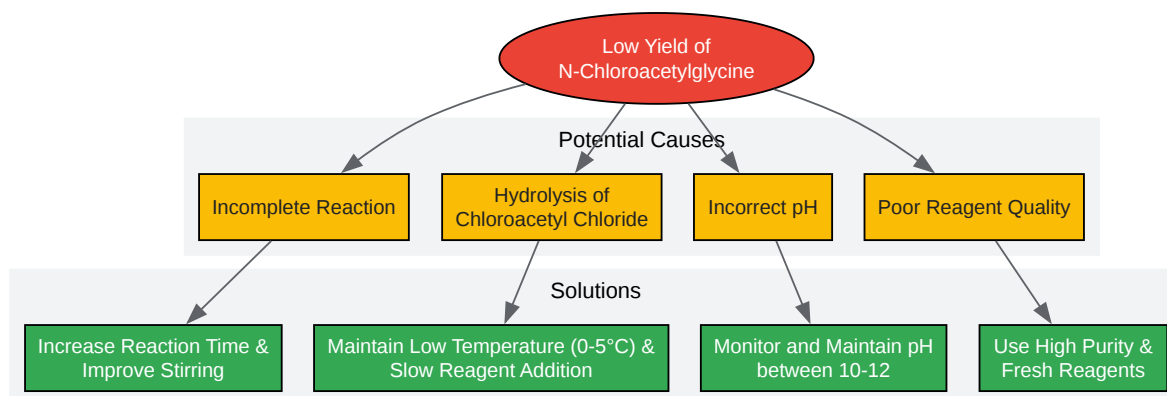 Low Yield of
N-Chloroacetylglycine
Potential Causes
Incomplete Reaction
Hydrolysis of
Chloroacetyl Chloride
Incorrect pH
Poor Reagent Quality
Solutions
Increase Reaction Time &
Improve Stirring
Maintain Low Temperature (0-5°C) &
Slow Reagent Addition
Monitor and Maintain pH
between 10-12
Use High Purity &
Fresh Reagents